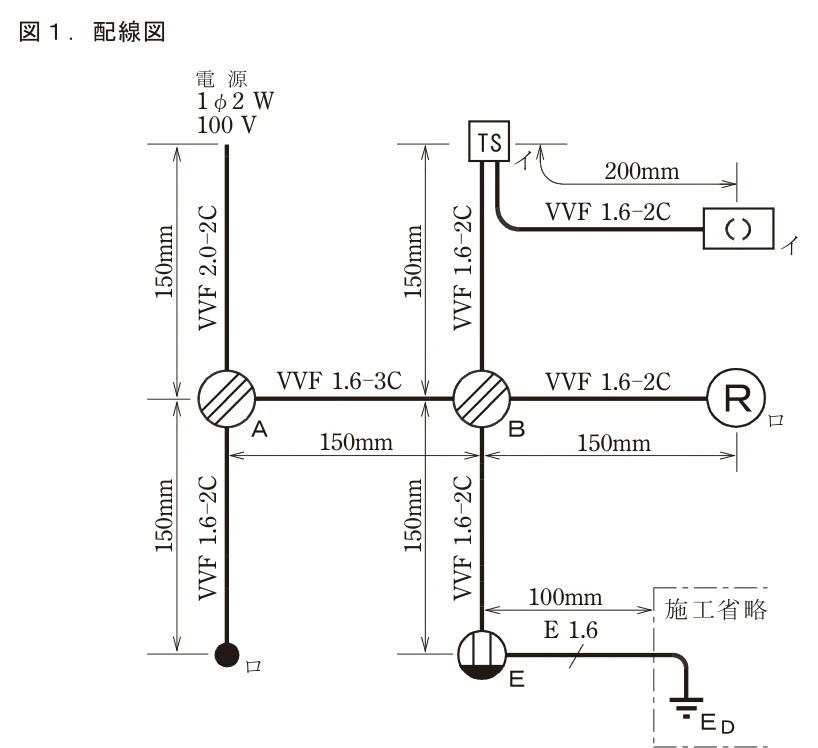 図1．配線図
電 源
1φ2 W
100 V
TS
イ
200mm
VVF 1.6-2C
( )
イ
150mm
VVF 2.0-2C
150mm
VVF 1.6-2C
VVF 1.6-3C
VVF 1.6-2C
R
ロ
A
B
150mm
150mm
150mm
VVF 1.6-2C
150mm
VVF 1.6-2C
100mm
施工省略
E 1.6
ロ
E
ED